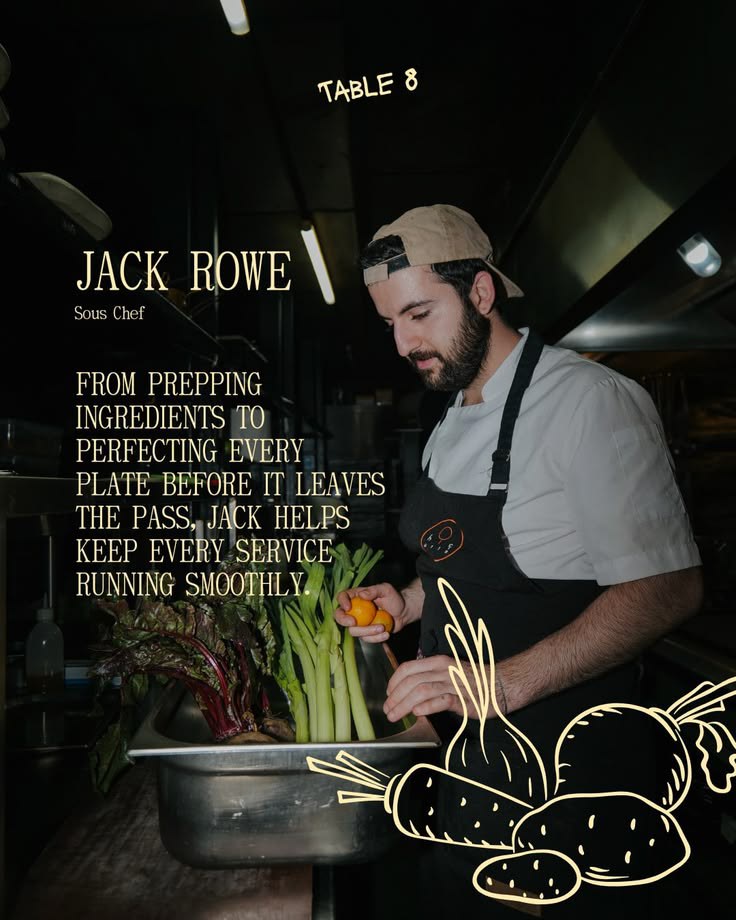 TABLE 8
JACK ROWE
Sous Chef
FROM PREPPING
INGREDIENTS TO
PERFECTING EVERY
PLATE BEFORE IT LEAVES
THE PASS, JACK HELPS
KEEP EVERY SERVICE
RUNNING SMOOTHLY.